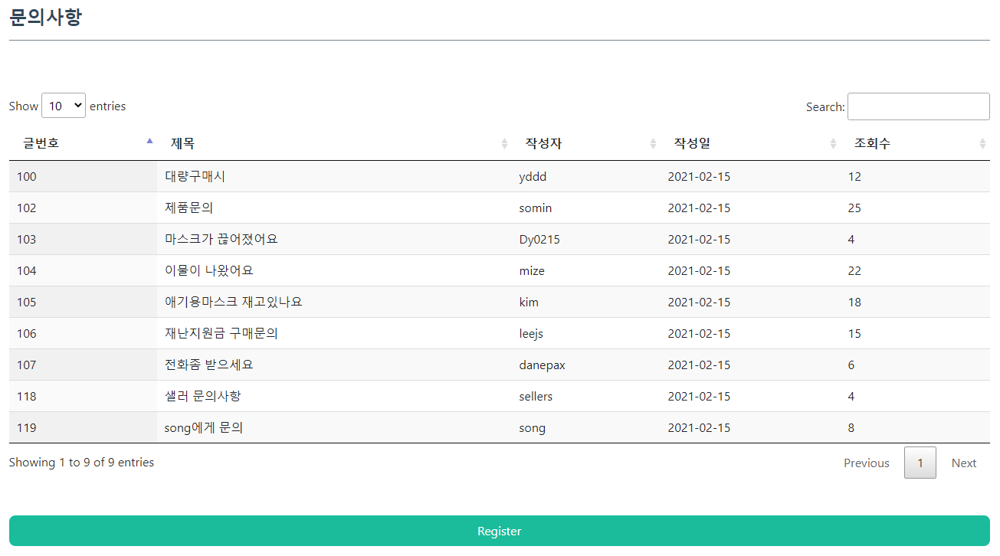 문의사항
Show 10 entries Search:
글번호 제목 작성자 작성일 조회수
100 대량구매시 yddd 2021-02-15 12
102 제품문의 somin 2021-02-15 25
103 마스크가 끊어졌어요 Dy0215 2021-02-15 4
104 이물이 나왔어요 mize 2021-02-15 22
105 애기용마스크 재고있나요 kim 2021-02-15 18
106 재난지원금 구매문의 leejs 2021-02-15 15
107 전화좀 받으세요 danepax 2021-02-15 6
118 샐러 문의사항 sellers 2021-02-15 4
119 song에게 문의 song 2021-02-15 8
Showing 1 to 9 of 9 entries Previous 1 Next
Register